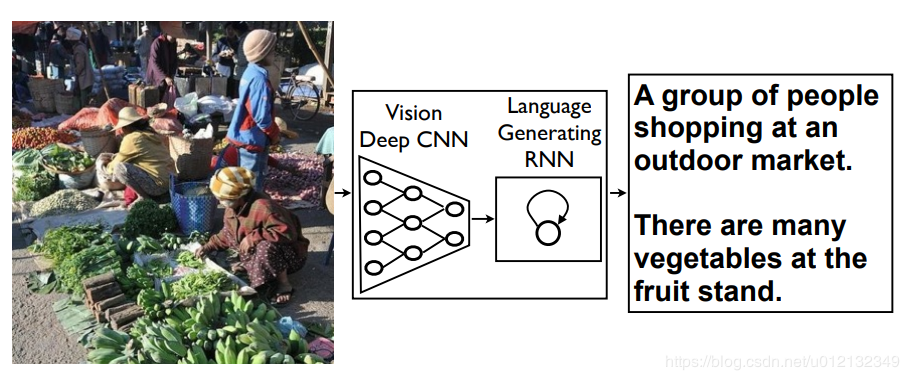 Vision
Deep CNN
Language
Generating
RNN
A group of people
shopping at an
outdoor market.
There are many
vegetables at the
fruit stand.
https://blog.csdn.net/u012132349